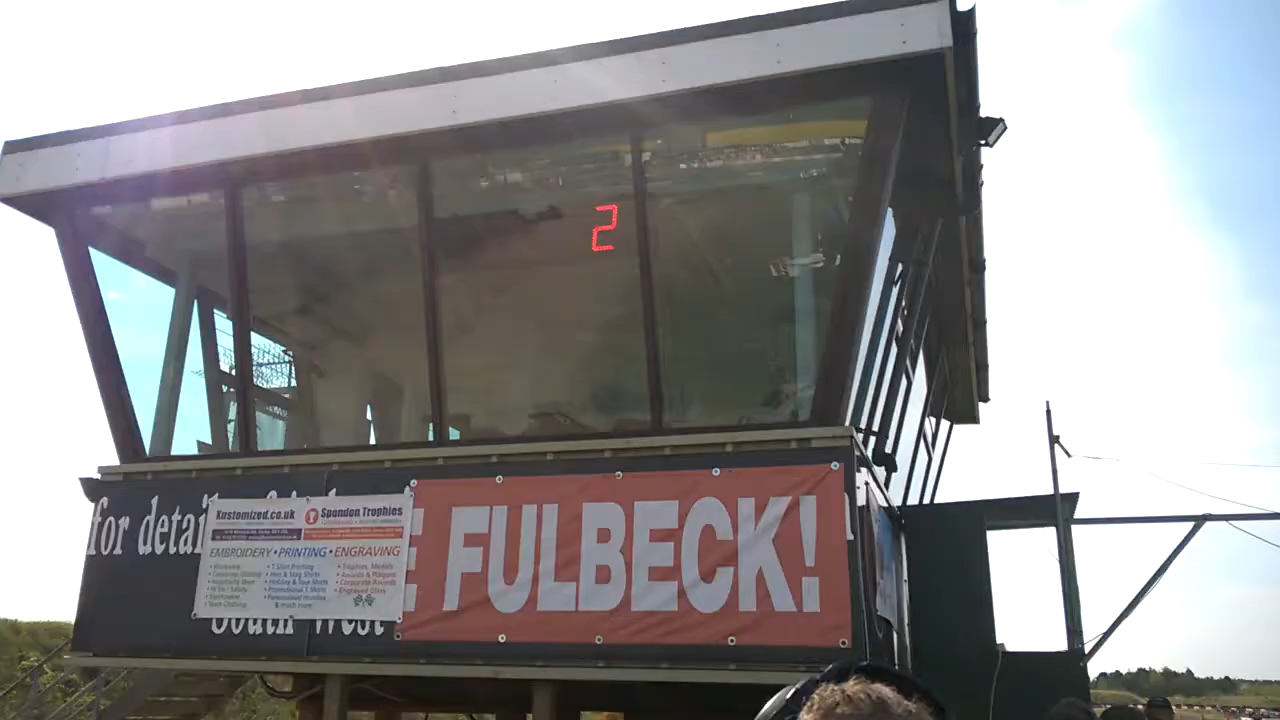 2
for detai
E FULBECK!
Kustomized.co.uk
Spondon Trophies
EMBROIDERY • PRINTING • ENGRAVING
• Workwear
• Corporate Clothing
• Hospitality Wear
• Hi Vis / Safety
• Sportswear
• Team Clothing
• T Shirt Printing
• Hen & Stag Shirts
• Holiday & Tour Shirts
• Promotional T Shirts
• Personalised Hoodies
& much more
• Trophies, Medals
• Awards & Plaques
• Corporate Awards
• Engraved Glass
South West